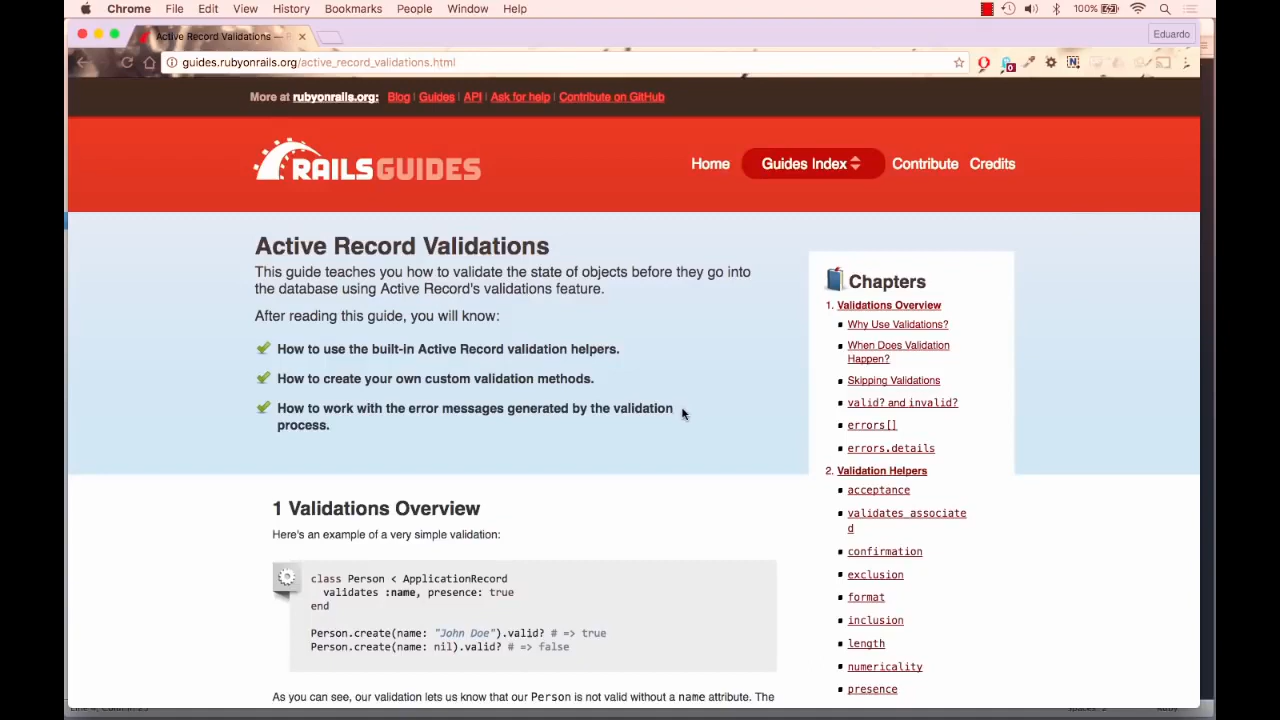 Chrome File Edit View History Bookmarks People Window Help 100%
Active Record Validations — Eduardo
guides.rubyonrails.org/active_record_validations.html
More at rubyonrails.org: Blog | Guides | API | Ask for help | Contribute on GitHub
RAILSGUIDES
Home Guides Index Contribute Credits
Active Record Validations
This guide teaches you how to validate the state of objects before they go into
the database using Active Record's validations feature.
After reading this guide, you will know:
How to use the built-in Active Record validation helpers.
How to create your own custom validation methods.
How to work with the error messages generated by the validation
process.
Chapters
1. Validations Overview
Why Use Validations?
When Does Validation
Happen?
Skipping Validations
valid? and invalid?
errors[]
errors.details
2. Validation Helpers
acceptance
validates_associate
d
confirmation
exclusion
format
inclusion
length
numericality
presence
1 Validations Overview
Here's an example of a very simple validation:
class Person < ApplicationRecord
validates :name, presence: true
end
Person.create(name: "John Doe").valid? # => true
Person.create(name: nil).valid? # => false
As you can see, our validation lets us know that our Person is not valid without a name attribute. The